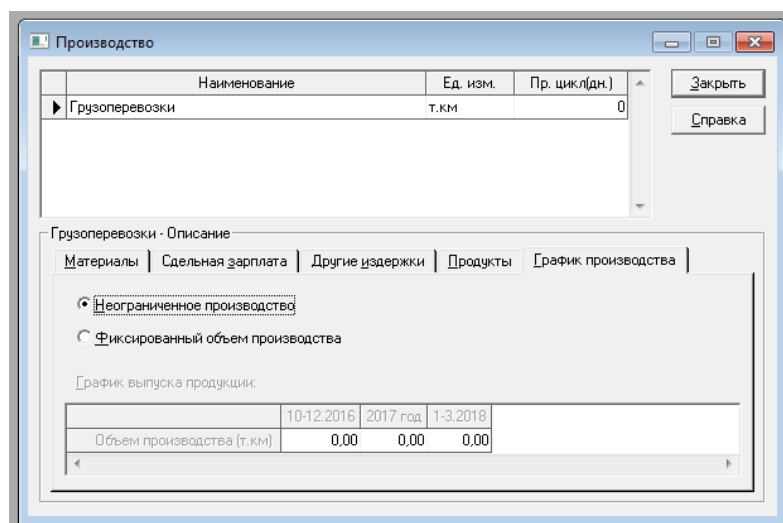 Производство
Наименование Ед. изм. Пр. цикл(дн.)
Грузоперевозки т.км 0
Закрыть
Справка
Грузоперевозки - Описание
Материалы Сдельная зарплата Другие издержки Продукты График производства
Неограниченное производство
Фиксированный объем производства
График выпуска продукции:
10-12.2016 2017 год 1-3.2018
Объем производства (т.км) 0,00 0,00 0,00